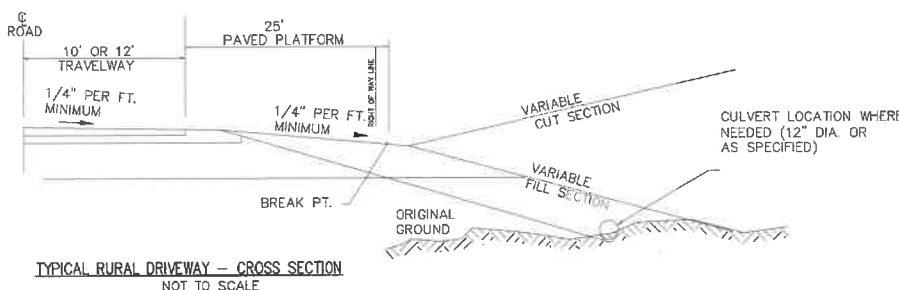 ℄
ROAD
25'
PAVED PLATFORM
10' OR 12'
TRAVELWAY
RIGHT OF WAY LINE
1/4" PER FT.
MINIMUM
1/4" PER FT.
MINIMUM
VARIABLE
CUT SECTION
CULVERT LOCATION WHERE
NEEDED (12" DIA. OR
AS SPECIFIED)
VARIABLE
FILL SECTION
BREAK PT.
ORIGINAL
GROUND
TYPICAL RURAL DRIVEWAY – CROSS SECTION
NOT TO SCALE